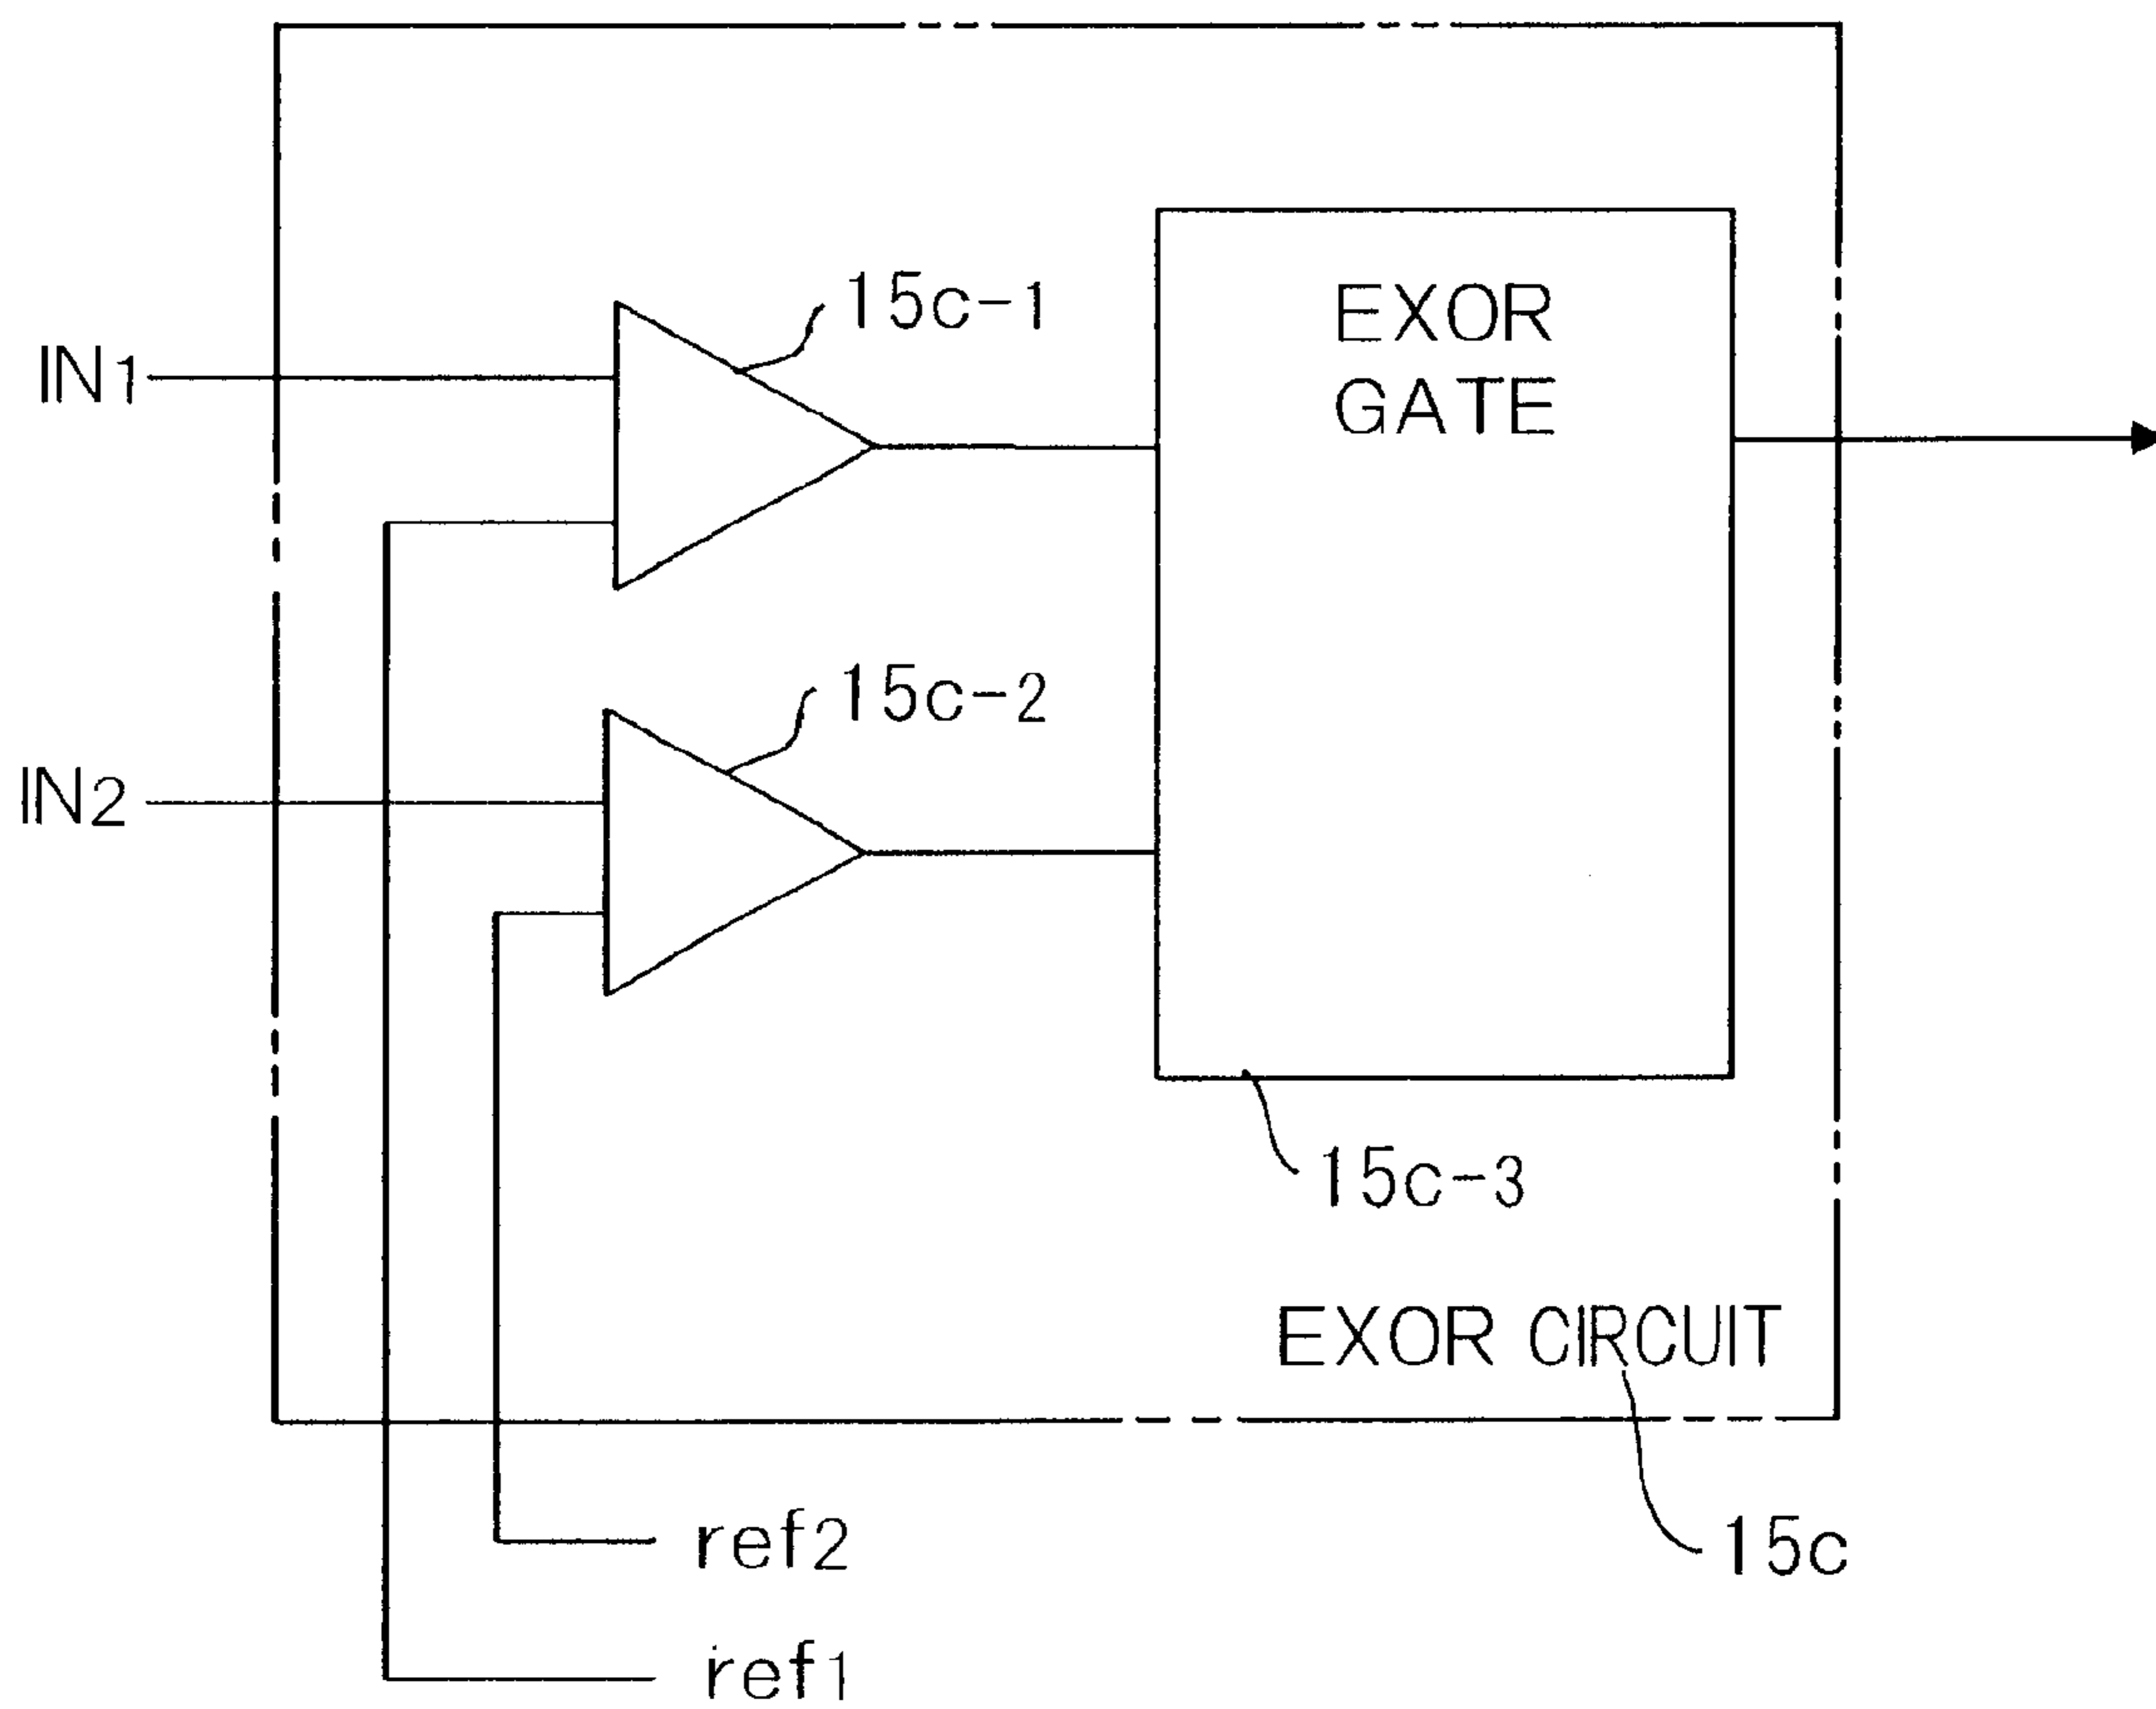 15c-1
EXOR
GATE
IN1
15c-2
IN2
15c-3
EXOR CIRCUIT
ref2
15c
ref1